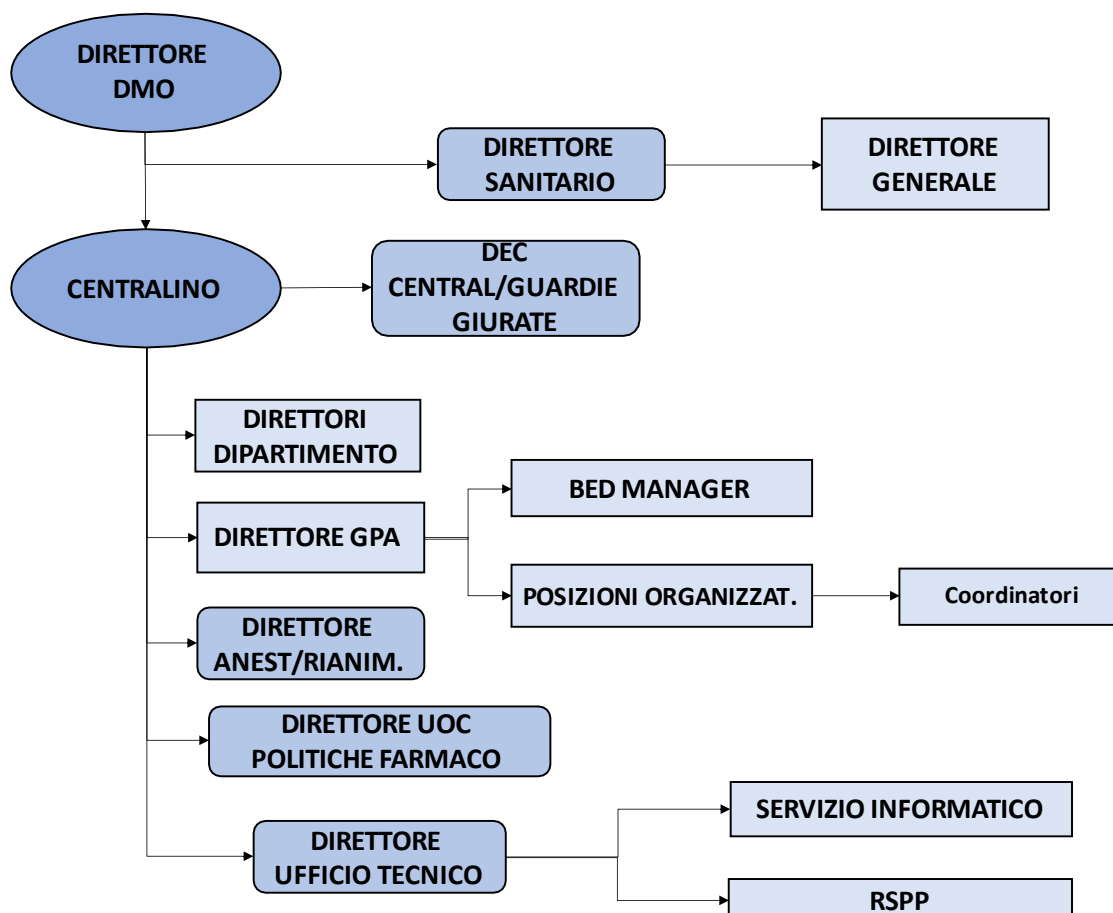 DIRETTORE
DMO
DIRETTORE
SANITARIO
DIRETTORE
GENERALE
CENTRALINO
DEC
CENTRAL/GUARDIE
GIURATE
DIRETTORI
DIPARTIMENTO
BED MANAGER
DIRETTORE GPA
POSIZIONI ORGANIZZAT.
Coordinatori
DIRETTORE
ANEST/RIANIM.
DIRETTORE UOC
POLITICHE FARMACO
SERVIZIO INFORMATICO
DIRETTORE
UFFICIO TECNICO
RSPP